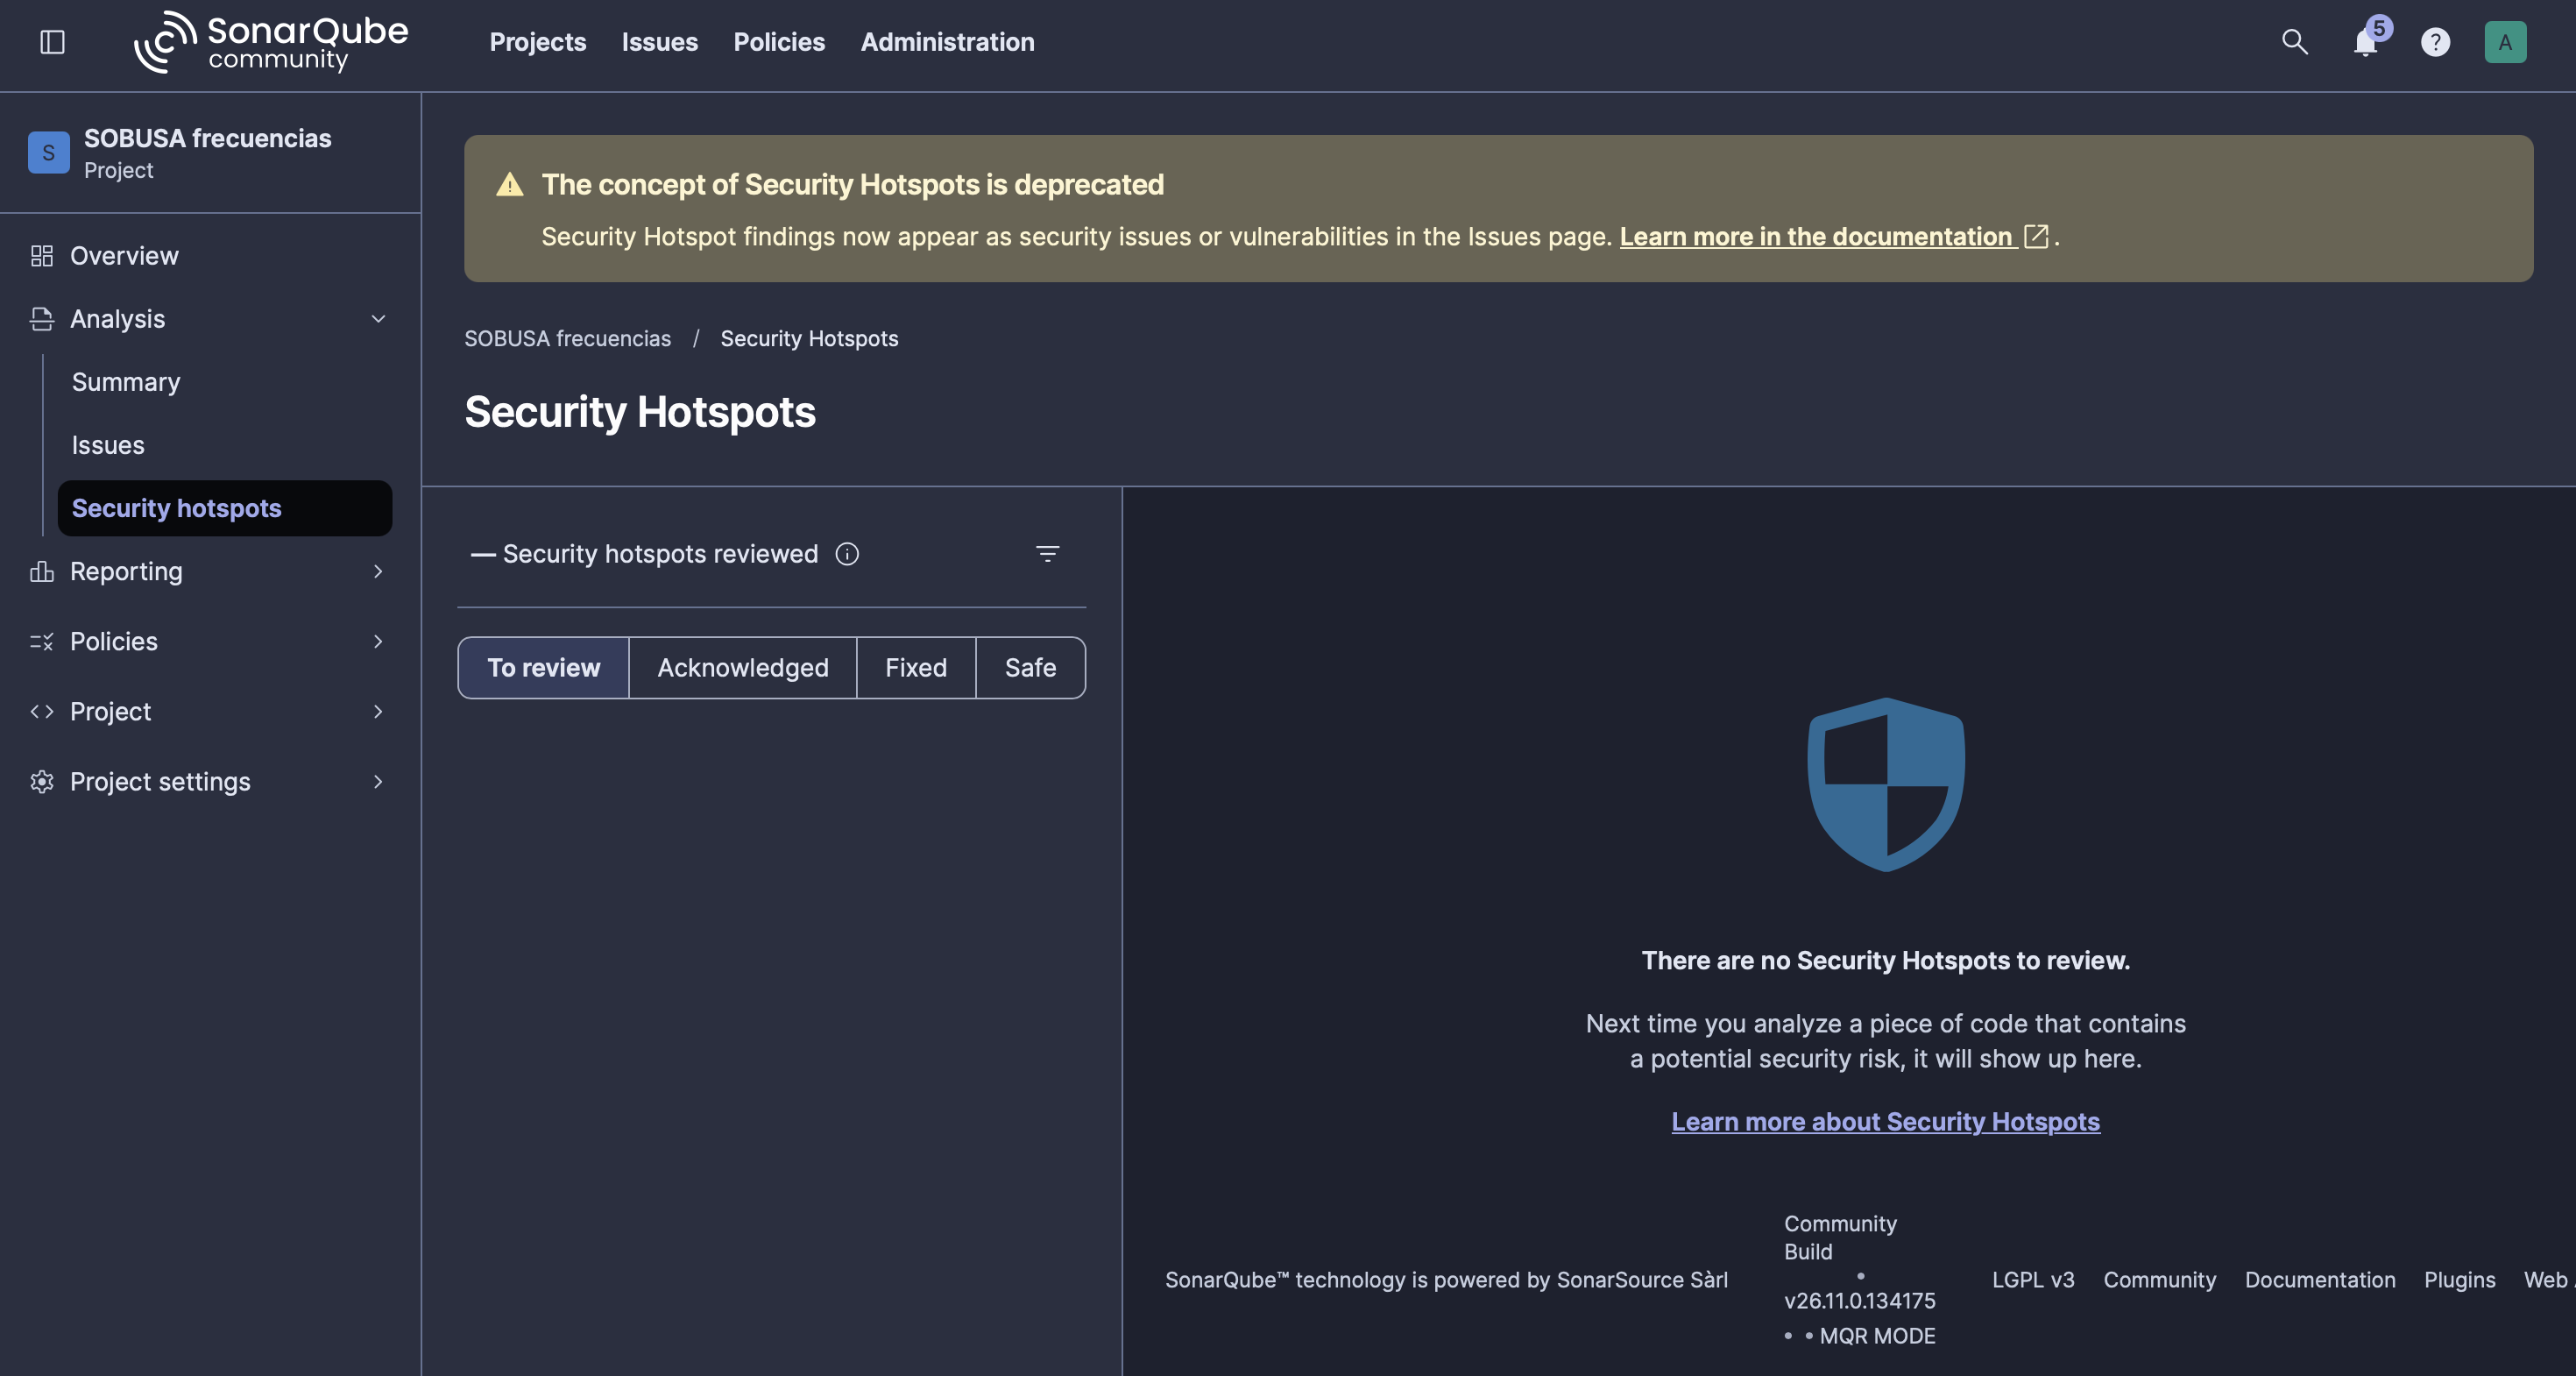 SonarQube
community
Projects
Issues
Policies
Administration
5
?
A
S
SOBUSA frecuencias
Project
Overview
Analysis
Summary
Issues
Security hotspots
Reporting
Policies
Project
Project settings
The concept of Security Hotspots is deprecated
Security Hotspot findings now appear as security issues or vulnerabilities in the Issues page. Learn more in the documentation .
SOBUSA frecuencias / Security Hotspots
Security Hotspots
— Security hotspots reviewed
To review
Acknowledged
Fixed
Safe
There are no Security Hotspots to review.
Next time you analyze a piece of code that contains
a potential security risk, it will show up here.
Learn more about Security Hotspots
SonarQube™ technology is powered by SonarSource Sàrl
Community
Build
•
v26.11.0.134175
• • MQR MODE
LGPL v3
Community
Documentation
Plugins
Web